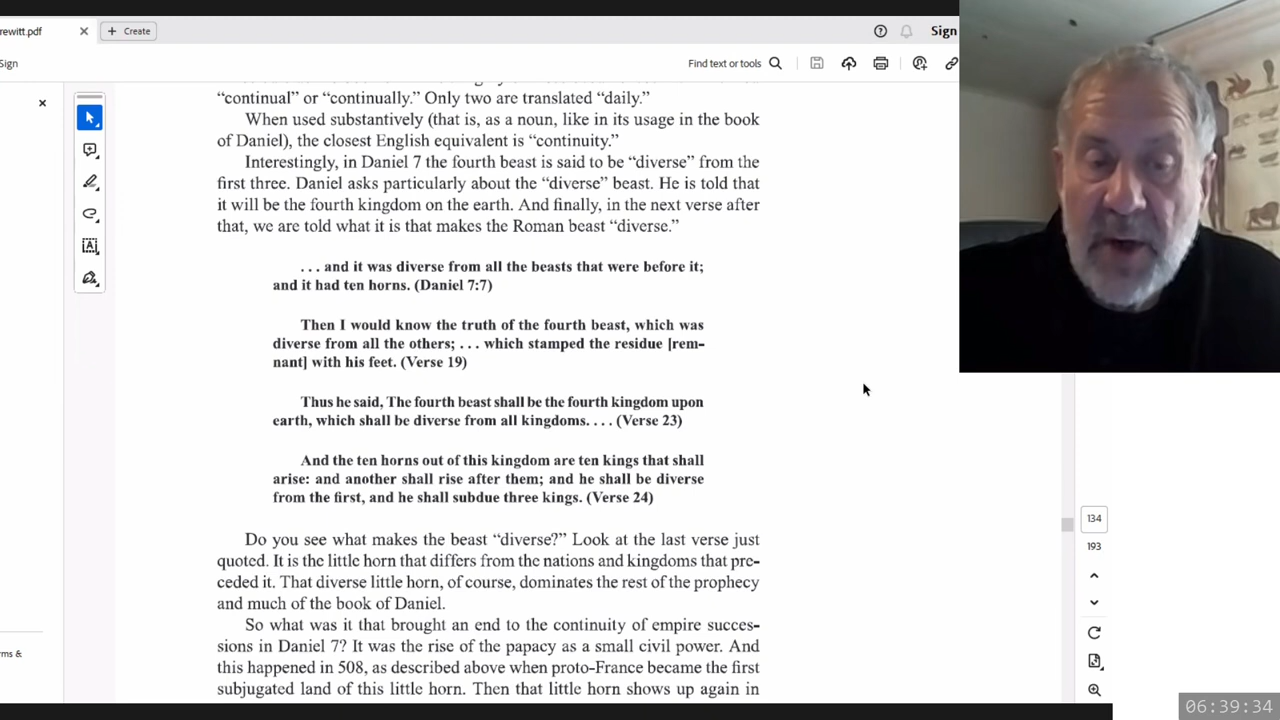 rewitt.pdf
Create
Sign
Sign
Find text or tools
"continual" or "continually." Only two are translated "daily."
When used substantively (that is, as a noun, like in its usage in the book
of Daniel), the closest English equivalent is "continuity."
Interestingly, in Daniel 7 the fourth beast is said to be "diverse" from the
first three. Daniel asks particularly about the "diverse" beast. He is told that
it will be the fourth kingdom on the earth. And finally, in the next verse after
that, we are told what it is that makes the Roman beast "diverse."
. . . and it was diverse from all the beasts that were before it;
and it had ten horns. (Daniel 7:7)
Then I would know the truth of the fourth beast, which was
diverse from all the others; . . . which stamped the residue [rem-
nant] with his feet. (Verse 19)
Thus he said, The fourth beast shall be the fourth kingdom upon
earth, which shall be diverse from all kingdoms. . . . (Verse 23)
And the ten horns out of this kingdom are ten kings that shall
arise: and another shall rise after them; and he shall be diverse
from the first, and he shall subdue three kings. (Verse 24)
Do you see what makes the beast "diverse?" Look at the last verse just
quoted. It is the little horn that differs from the nations and kingdoms that pre-
ceded it. That diverse little horn, of course, dominates the rest of the prophecy
and much of the book of Daniel.
So what was it that brought an end to the continuity of empire succes-
sions in Daniel 7? It was the rise of the papacy as a small civil power. And
this happened in 508, as described above when proto-France became the first
subjugated land of this little horn. Then that little horn shows up again in
134
193
rms &
06:39:34